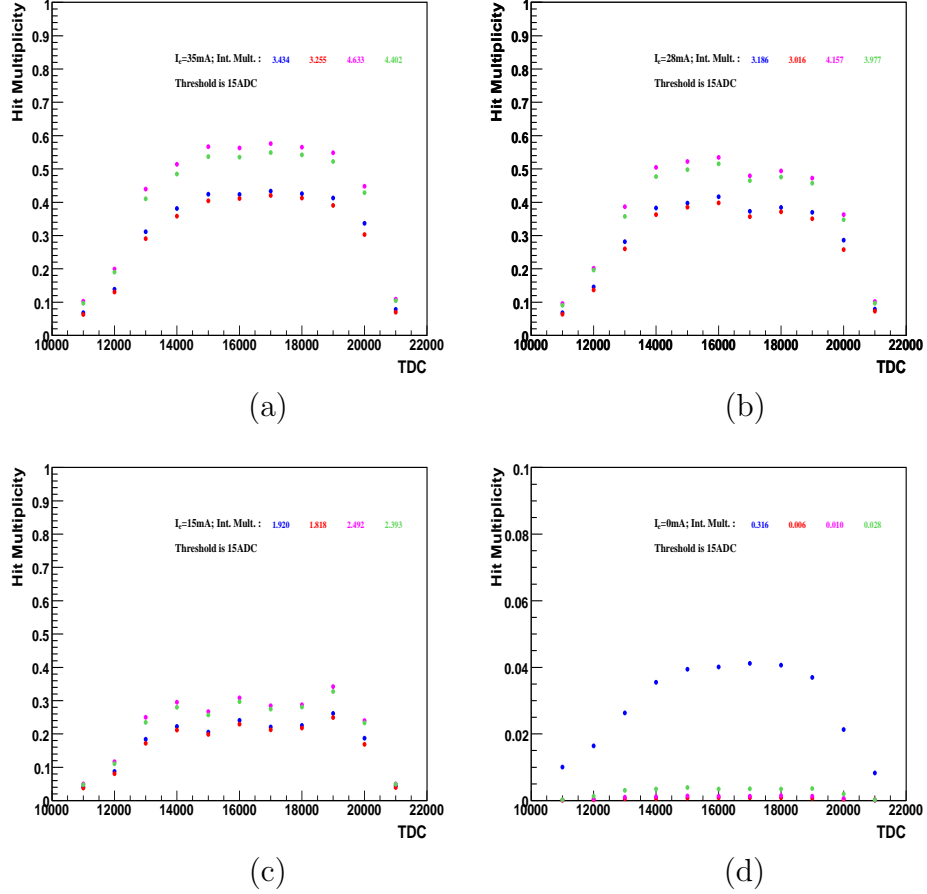 Hit Multiplicity
1
0.9
0.8
0.7
0.6
0.5
0.4
0.3
0.2
0.1
0
I_c=35mA; Int. Mult. : 3.434 3.255 4.633 4.402
Threshold is 15ADC
10000 12000 14000 16000 18000 20000 22000
TDC
(a)
Hit Multiplicity
1
0.9
0.8
0.7
0.6
0.5
0.4
0.3
0.2
0.1
0
I_c=28mA; Int. Mult. : 3.186 3.016 4.157 3.977
Threshold is 15ADC
10000 12000 14000 16000 18000 20000 22000
TDC
(b)
Hit Multiplicity
1
0.9
0.8
0.7
0.6
0.5
0.4
0.3
0.2
0.1
0
I_c=15mA; Int. Mult. : 1.920 1.818 2.492 2.393
Threshold is 15ADC
10000 12000 14000 16000 18000 20000 22000
TDC
(c)
Hit Multiplicity
0.1
0.08
0.06
0.04
0.02
0
I_c=0mA; Int. Mult. : 0.316 0.006 0.010 0.028
Threshold is 15ADC
10000 12000 14000 16000 18000 20000 22000
TDC
(d)